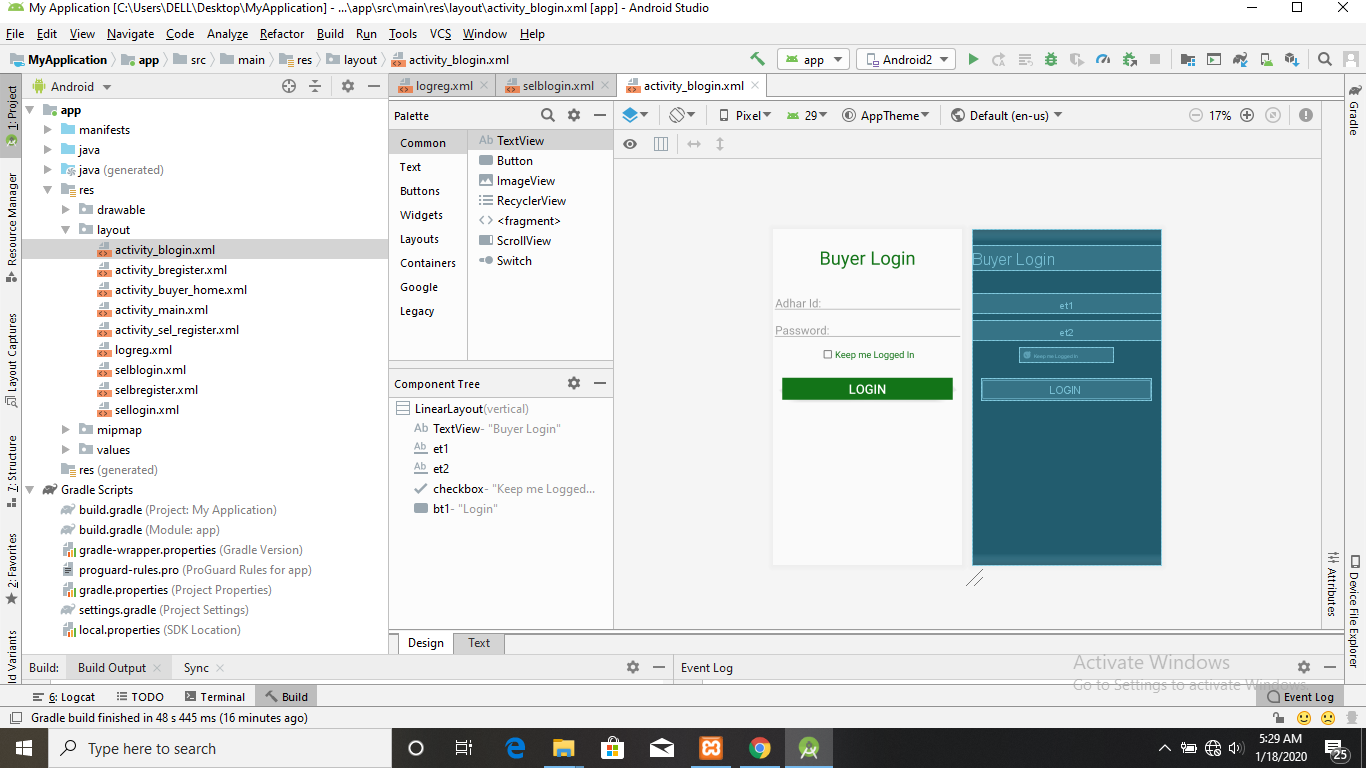 My Application [C:\Users\DELL\Desktop\MyApplication] - ...\app\src\main\res\layout\activity_blogin.xml [app] - Android Studio
File Edit View Navigate Code Analyze Refactor Build Run Tools VCS Window Help
MyApplication app src main res layout activity_blogin.xml app Android2
1: Project
Resource Manager
Layout Captures
7: Structure
2: Favorites
ld Variants
Android
app
manifests
java
java (generated)
res
drawable
layout
activity_blogin.xml
activity_bregister.xml
activity_buyer_home.xml
activity_main.xml
activity_sel_register.xml
logreg.xml
selblogin.xml
selbregister.xml
sellogin.xml
mipmap
values
res (generated)
Gradle Scripts
build.gradle (Project: My Application)
build.gradle (Module: app)
gradle-wrapper.properties (Gradle Version)
proguard-rules.pro (ProGuard Rules for app)
gradle.properties (Project Properties)
settings.gradle (Project Settings)
local.properties (SDK Location)
logreg.xml selblogin.xml activity_blogin.xml
Palette
Common
Text
Buttons
Widgets
Layouts
Containers
Google
Legacy
Ab TextView
Button
ImageView
RecyclerView
<fragment>
ScrollView
Switch
Component Tree
LinearLayout(vertical)
Ab TextView- "Buyer Login"
Ab et1
Ab et2
checkbox- "Keep me Logged...
bt1- "Login"
Pixel 29 AppTheme Default (en-us) 17%
Buyer Login
Adhar Id:
Password:
Keep me Logged In
LOGIN
Buyer Login
et1
et2
Keep me Logged In
LOGIN
Gradle
Attributes
Device File Explorer
Design Text
Build: Build Output Sync
Event Log
Activate Windows
Go to Settings to activate Windows.
6: Logcat TODO Terminal Build Event Log
Gradle build finished in 48 s 445 ms (16 minutes ago)
Type here to search
5:29 AM
1/18/2020
25